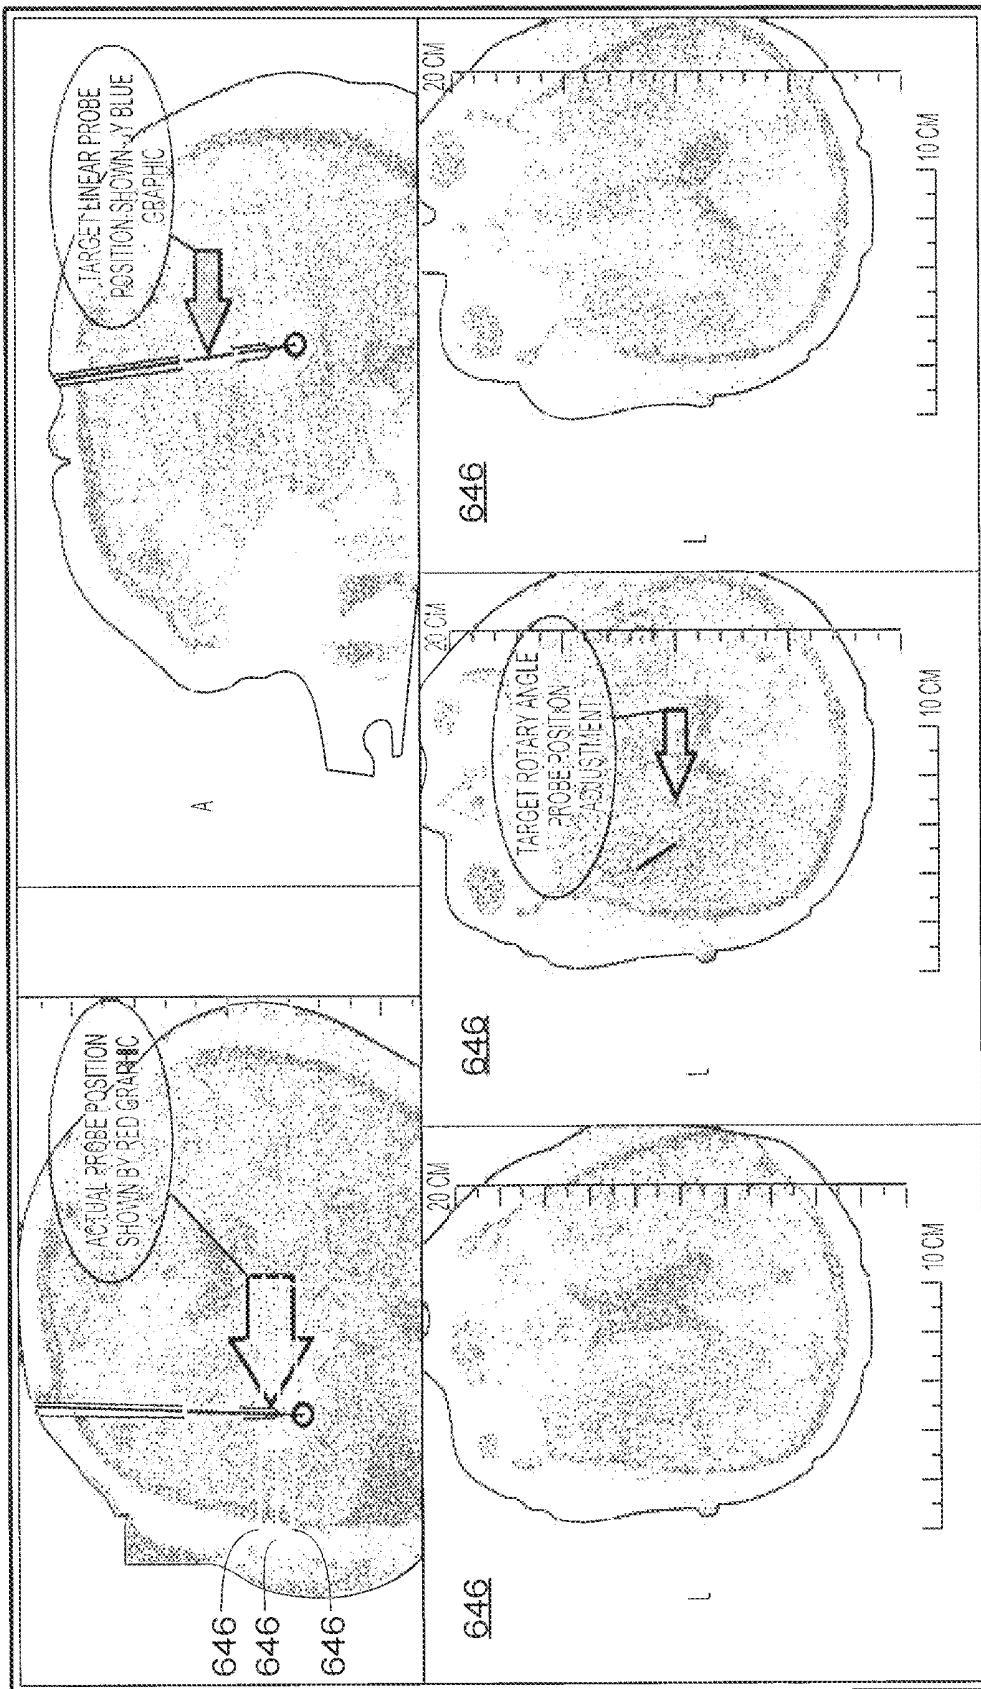 ACTUAL PROBE POSITION
SHOWN BY RED GRAPHIC
646
646
646
TARGET LINEAR PROBE
POSITION SHOWN BY BLUE
GRAPHIC
A
646
20 CM
L
10 CM
646
20 CM
TARGET ROTARY ANGLE
PROBE POSITION
ADJUSTMENT
L
10 CM
646
20 CM
L
10 CM